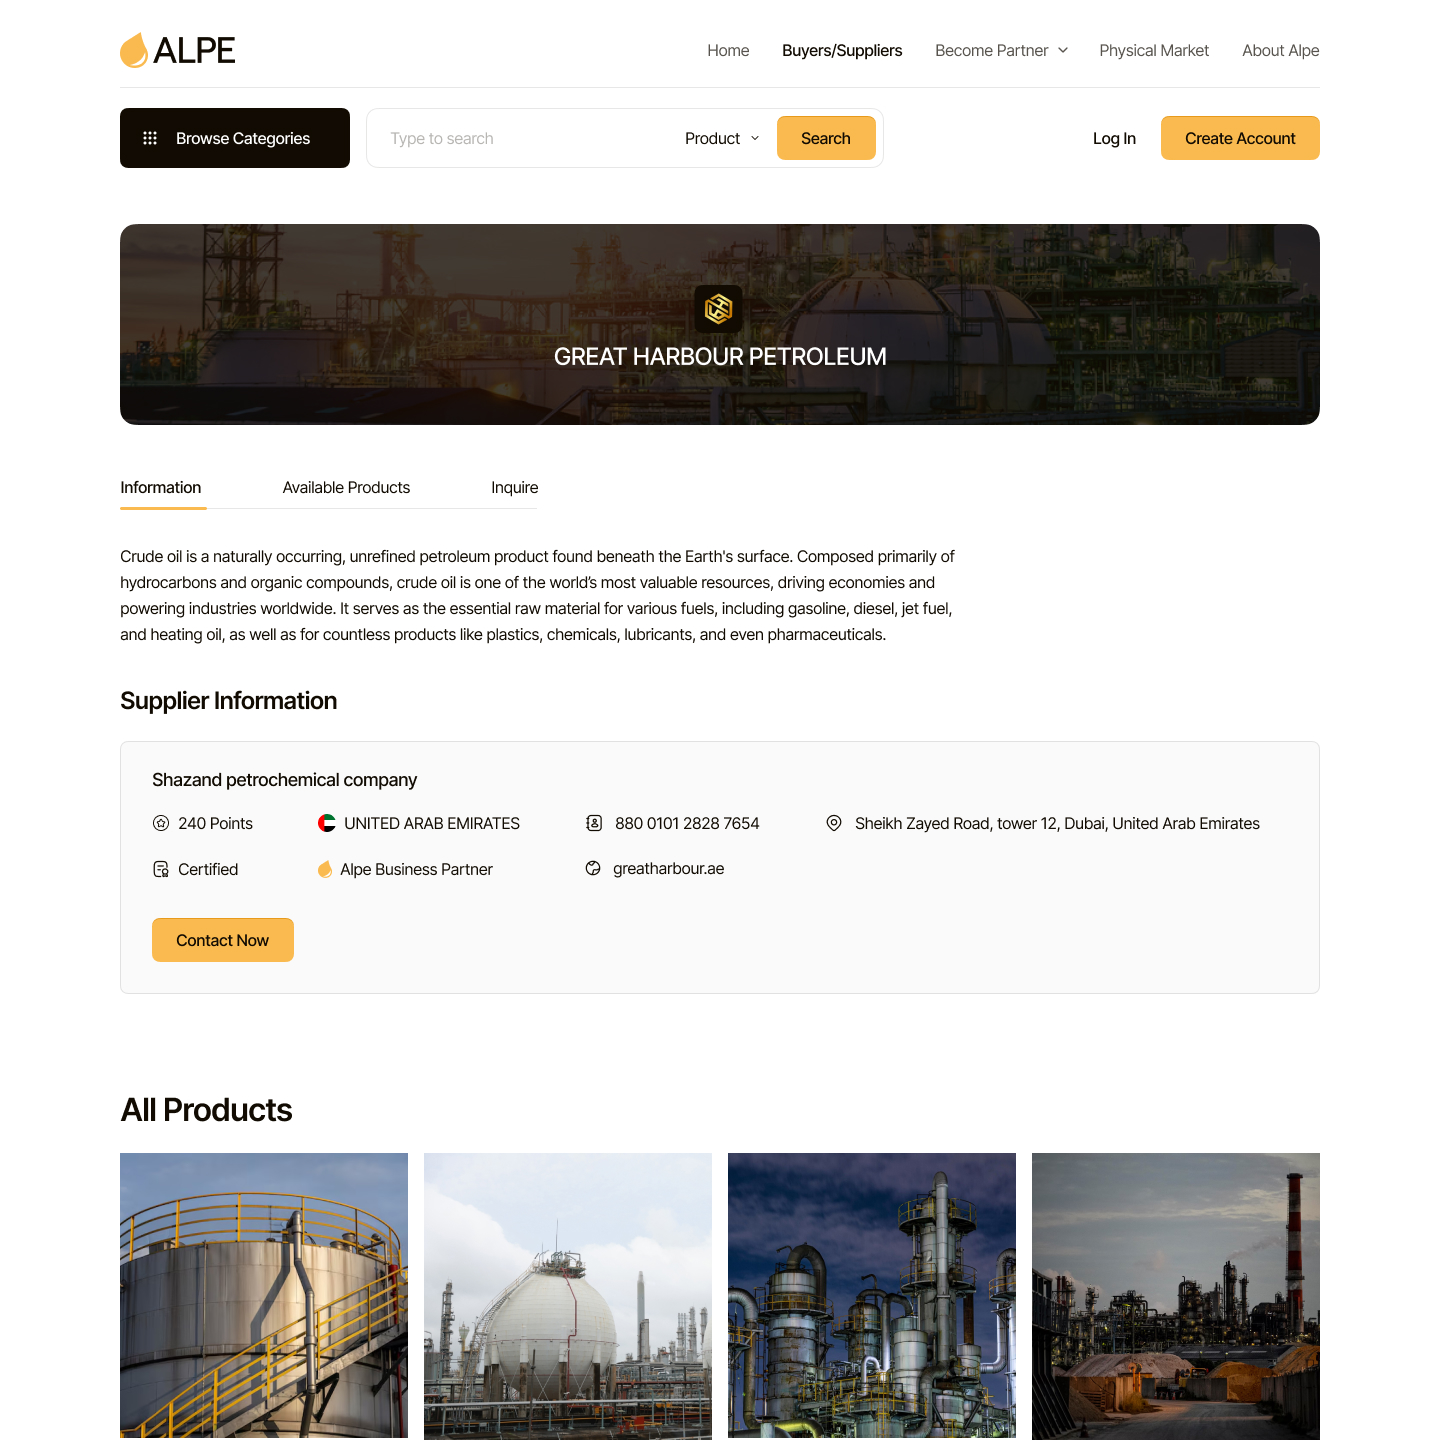 ALPE
Home
Buyers/Suppliers
Become Partner
Physical Market
About Alpe
Browse Categories
Type to search
Product
Search
Log In
Create Account
GREAT HARBOUR PETROLEUM
Information
Available Products
Inquire
Crude oil is a naturally occurring, unrefined petroleum product found beneath the Earth's surface. Composed primarily of
hydrocarbons and organic compounds, crude oil is one of the world’s most valuable resources, driving economies and
powering industries worldwide. It serves as the essential raw material for various fuels, including gasoline, diesel, jet fuel,
and heating oil, as well as for countless products like plastics, chemicals, lubricants, and even pharmaceuticals.
Supplier Information
Shazand petrochemical company
240 Points
UNITED ARAB EMIRATES
880 0101 2828 7654
Sheikh Zayed Road, tower 12, Dubai, United Arab Emirates
Certified
Alpe Business Partner
greatharbour.ae
Contact Now
All Products